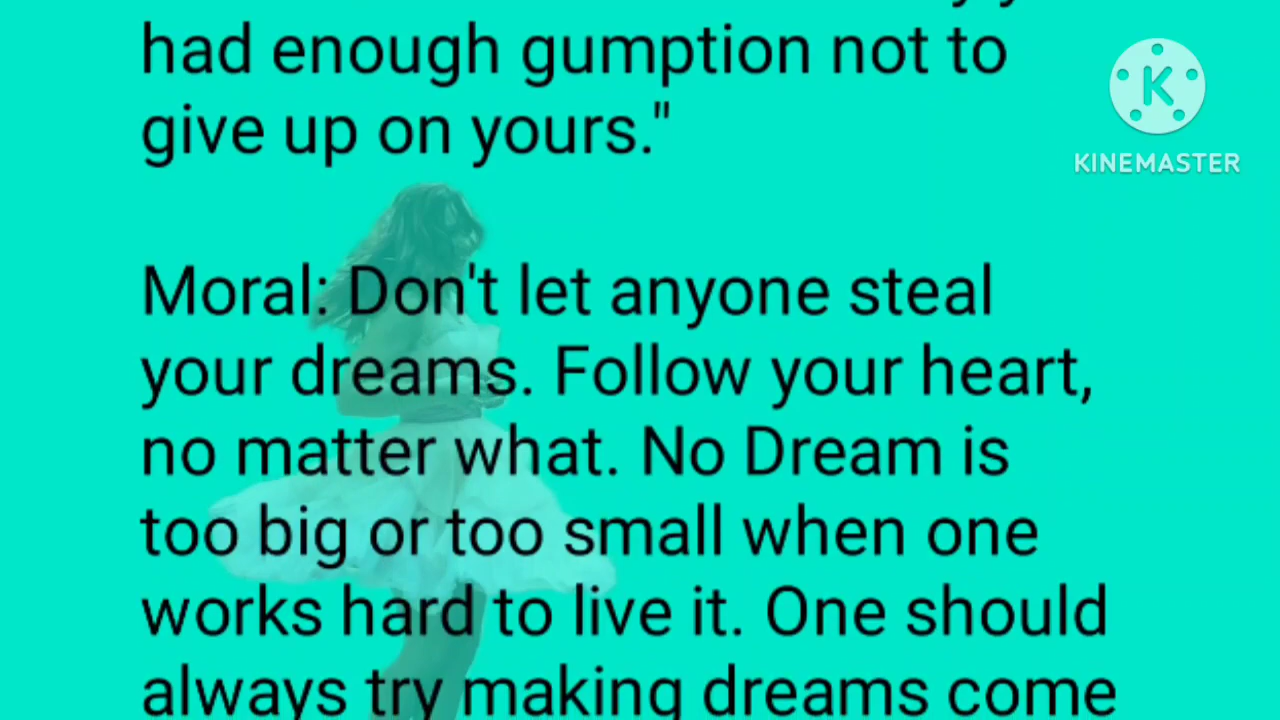 had enough gumption not to
give up on yours."
Moral: Don't let anyone steal
your dreams. Follow your heart,
no matter what. No Dream is
too big or too small when one
works hard to live it. One should
always try making dreams come
K
KINEMASTER